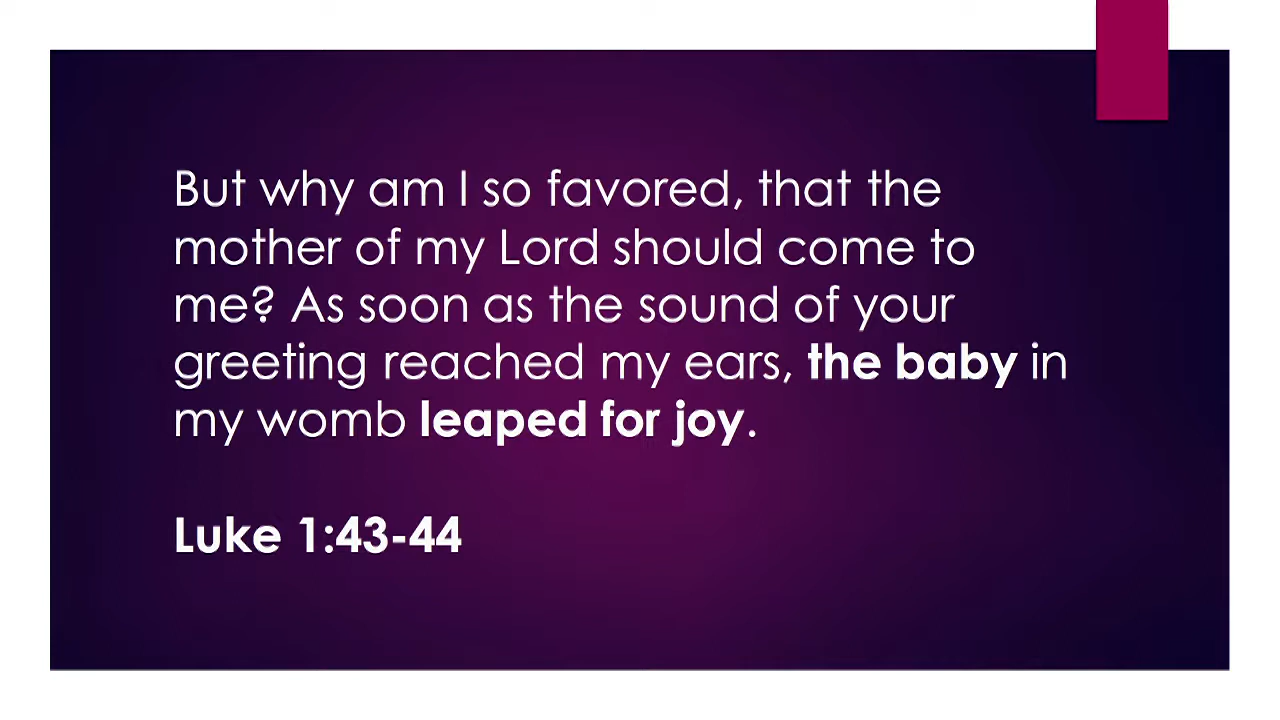 But why am I so favored, that the
mother of my Lord should come to
me? As soon as the sound of your
greeting reached my ears, the baby in
my womb leaped for joy.
Luke 1:43-44